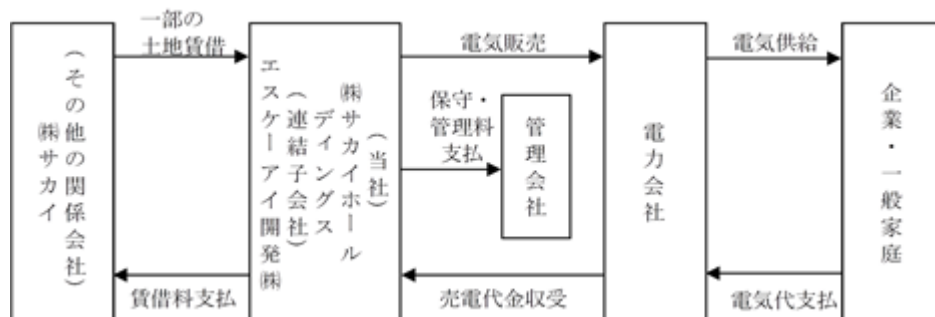 ㈱サカイ
(その他の関係会社)
一部の
土地賃借
賃借料支払
㈱サカイホール
ディングス
(当社)
エスケーアイ開発㈱
(連結子会社)
電気販売
保守・
管理料
支払
管理会社
売電代金収受
電力会社
電気供給
電気代支払
企業・一般家庭